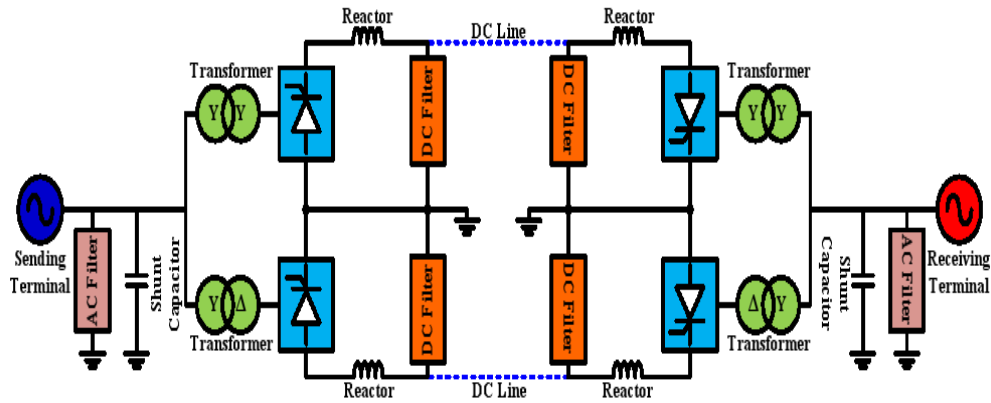 Reactor
DC Line
Reactor
Transformer
Transformer
Y Y
Y Y
DC Filter
DC Filter
Sending
Terminal
AC Filter
Shunt
Capacitor
Shunt
Capacitor
AC Filter
Receiving
Terminal
Y Δ
Δ Y
DC Filter
DC Filter
Transformer
Transformer
Reactor
DC Line
Reactor